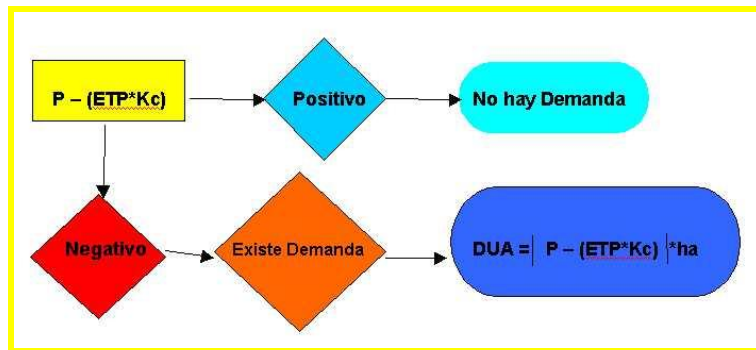 P – (ETP*Kc)
Positivo
No hay Demanda
Negativo
Existe Demanda
DUA = | P – (ETP*Kc) |*ha